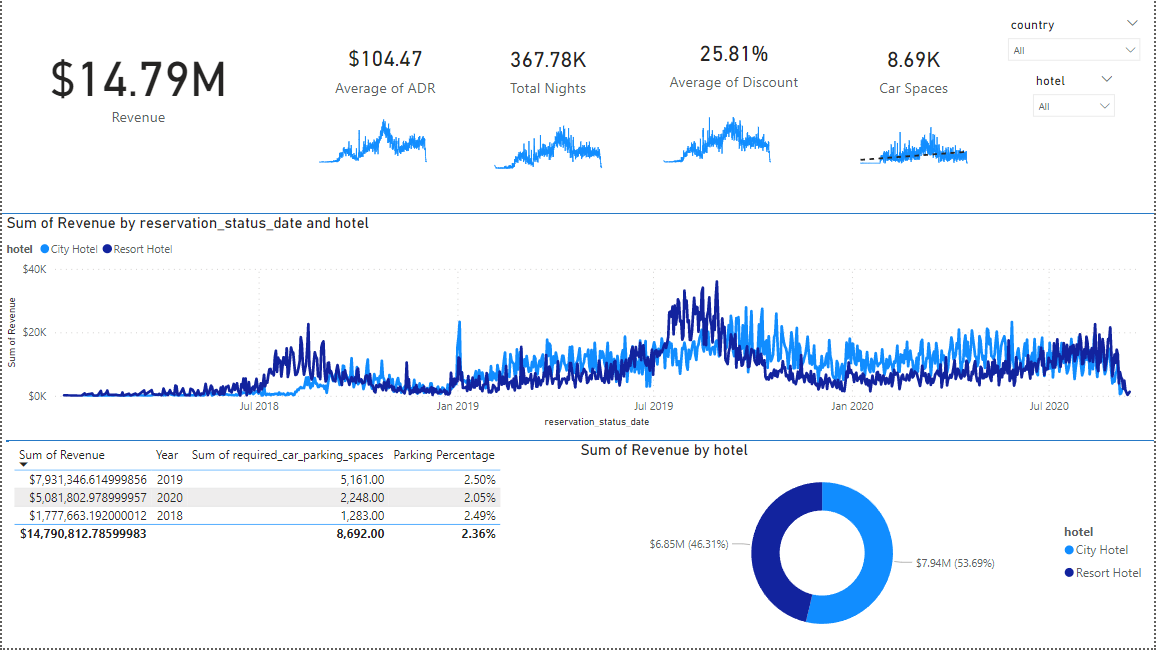 $14.79M
Revenue
$104.47
Average of ADR
367.78K
Total Nights
25.81%
Average of Discount
8.69K
Car Spaces
country
All
hotel
All
Sum of Revenue by reservation_status_date and hotel
hotel City Hotel Resort Hotel
Sum of Revenue
$40K
$20K
$0K
Jul 2018 Jan 2019 Jul 2019 Jan 2020 Jul 2020
reservation_status_date
Sum of Revenue Year Sum of required_car_parking_spaces Parking Percentage
$7,931,346.614999856 2019 5,161.00 2.50%
$5,081,802.978999957 2020 2,248.00 2.05%
$1,777,663.192000012 2018 1,283.00 2.49%
$14,790,812.78599983 8,692.00 2.36%
Sum of Revenue by hotel
$6.85M (46.31%)
$7.94M (53.69%)
hotel
City Hotel
Resort Hotel